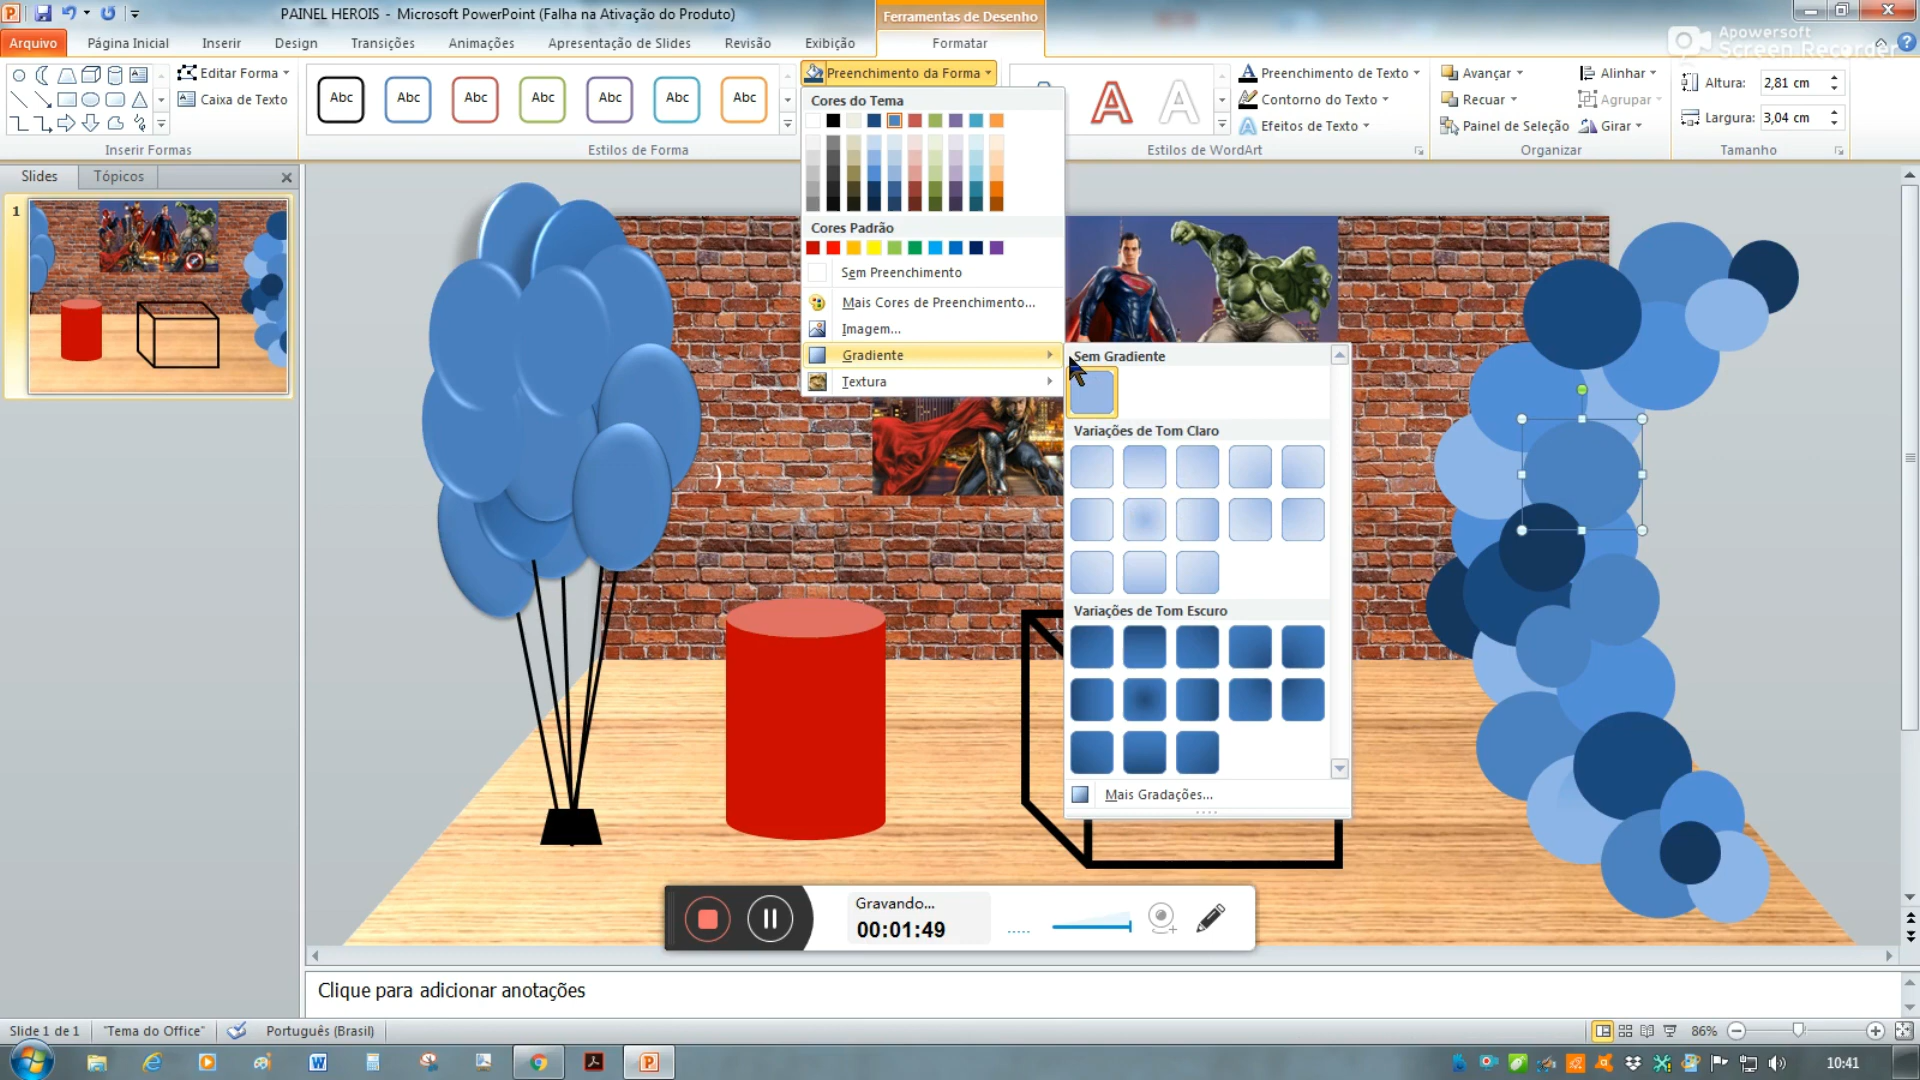 PAINEL HEROIS - Microsoft PowerPoint (Falha na Ativação do Produto)
Ferramentas de Desenho
Apowersoft
Screen Recorder
Arquivo
Página Inicial
Inserir
Design
Transições
Animações
Apresentação de Slides
Revisão
Exibição
Formatar
Editar Forma
Caixa de Texto
Inserir Formas
Abc
Abc
Abc
Abc
Abc
Abc
Abc
Estilos de Forma
Preenchimento da Forma
Preenchimento de Texto
Contorno do Texto
Efeitos de Texto
Estilos de WordArt
Avançar
Recuar
Painel de Seleção
Alinhar
Agrupar
Girar
Organizar
Altura: 2,81 cm
Largura: 3,04 cm
Tamanho
Slides
Tópicos
1
Cores do Tema
Cores Padrão
Sem Preenchimento
Mais Cores de Preenchimento...
Imagem...
Gradiente
Textura
Sem Gradiente
Variações de Tom Claro
Variações de Tom Escuro
Mais Gradações...
)
Gravando...
00:01:49
Clique para adicionar anotações
Slide 1 de 1
"Tema do Office"
Português (Brasil)
86%
10:41